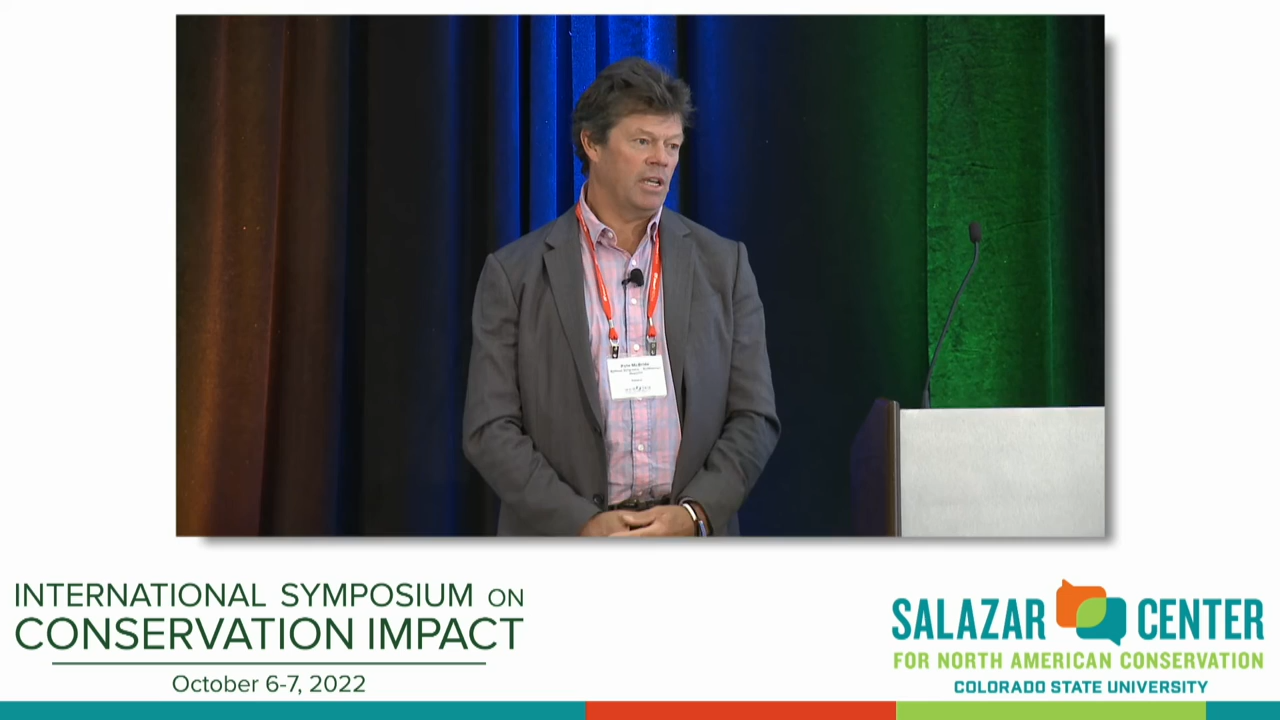 INTERNATIONAL SYMPOSIUM ON
CONSERVATION IMPACT
October 6-7, 2022
SALAZAR CENTER
FOR NORTH AMERICAN CONSERVATION
COLORADO STATE UNIVERSITY